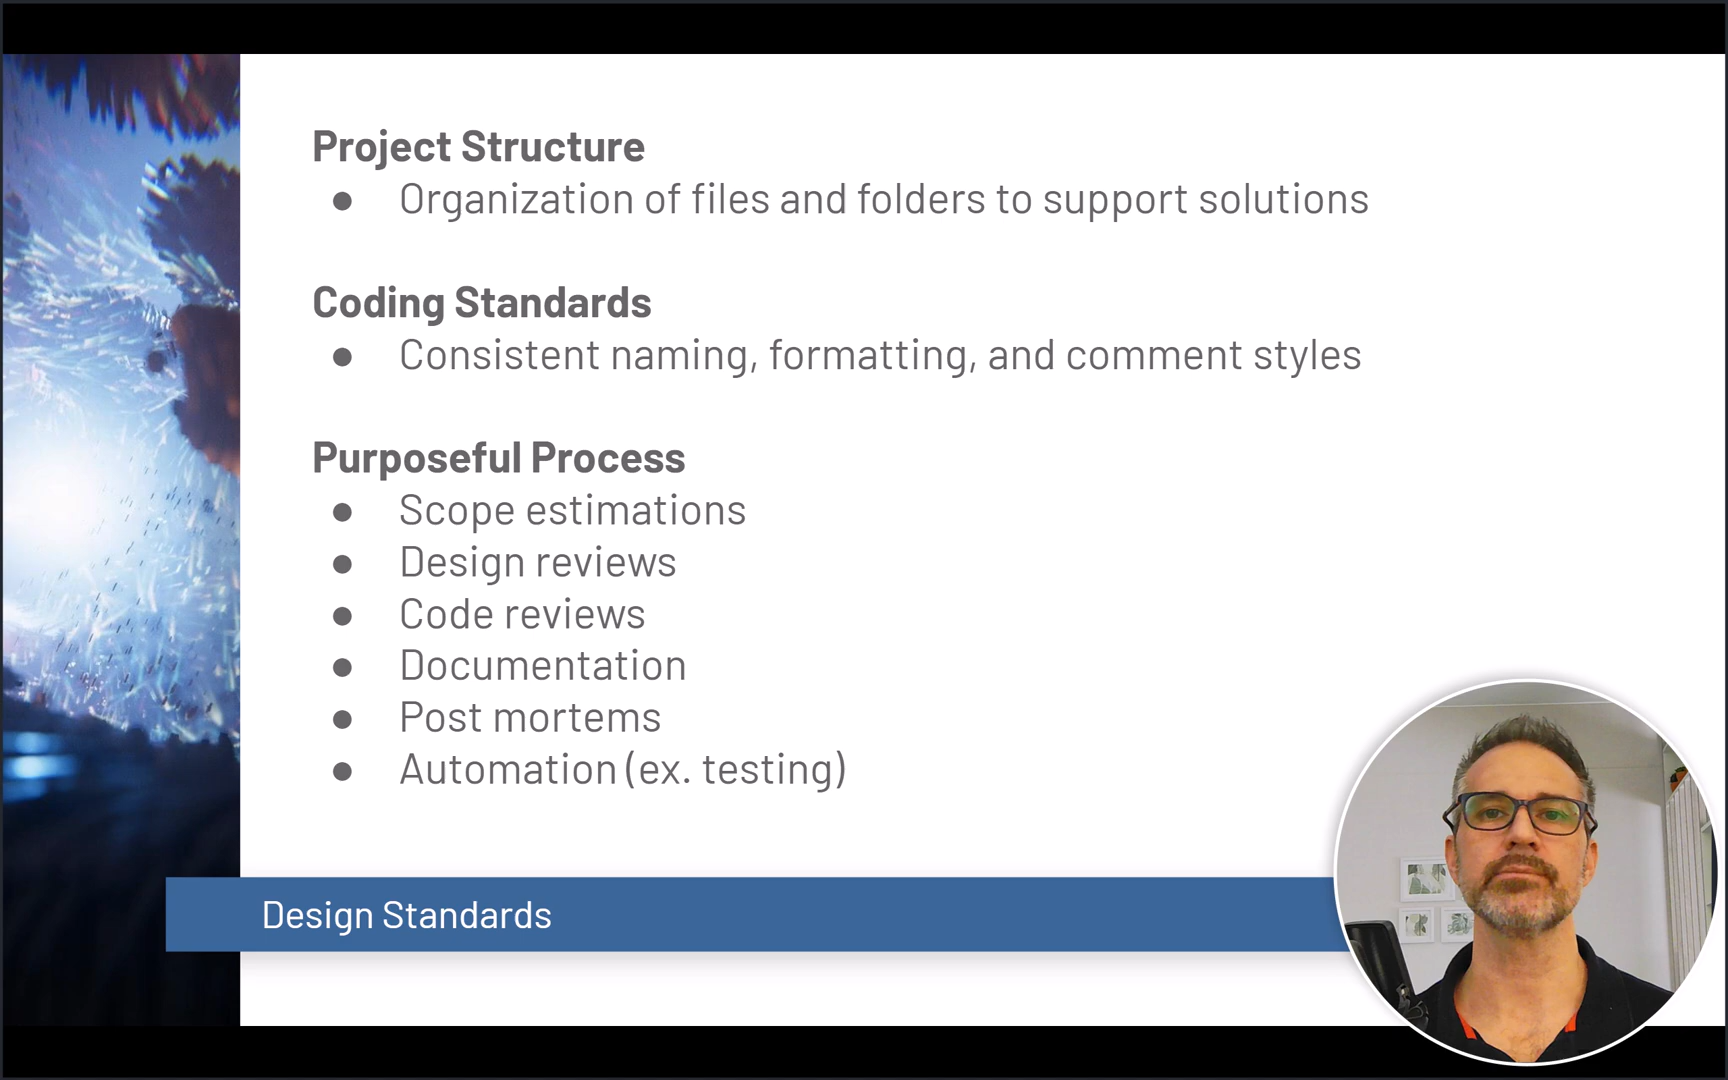 Project Structure
● Organization of files and folders to support solutions
Coding Standards
● Consistent naming, formatting, and comment styles
Purposeful Process
● Scope estimations
● Design reviews
● Code reviews
● Documentation
● Post mortems
● Automation (ex. testing)
Design Standards